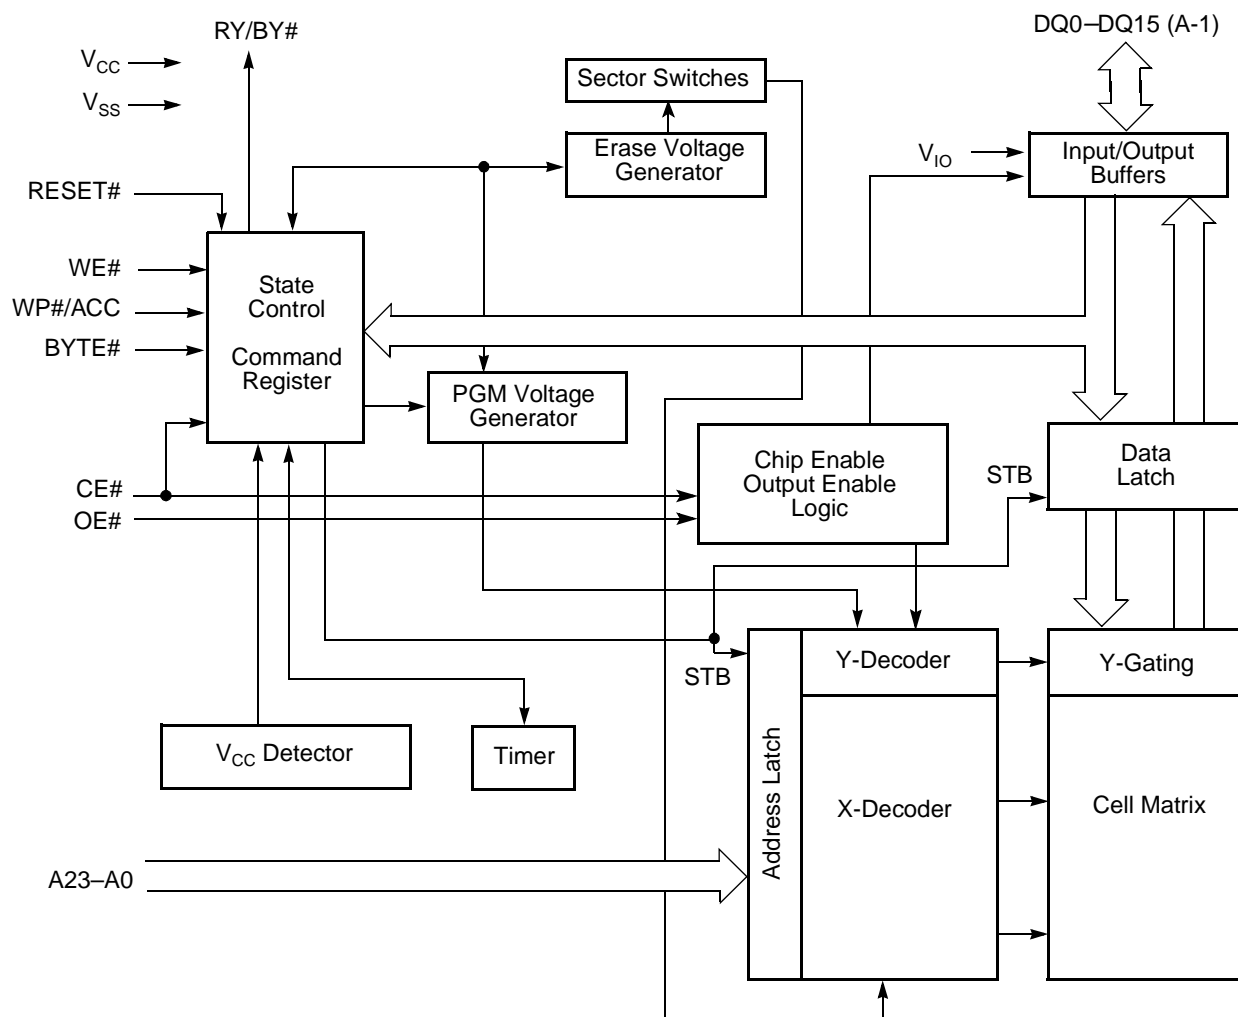 RY/BY#
DQ0–DQ15 (A-1)
VCC
VSS
Sector Switches
Erase Voltage
Generator
VIO
Input/Output
Buffers
RESET#
WE#
WP#/ACC
BYTE#
State
Control
Command
Register
PGM Voltage
Generator
CE#
OE#
Chip Enable
Output Enable
Logic
STB
Data
Latch
STB
Y-Decoder
Y-Gating
VCC Detector
Timer
Address Latch
X-Decoder
Cell Matrix
A23–A0